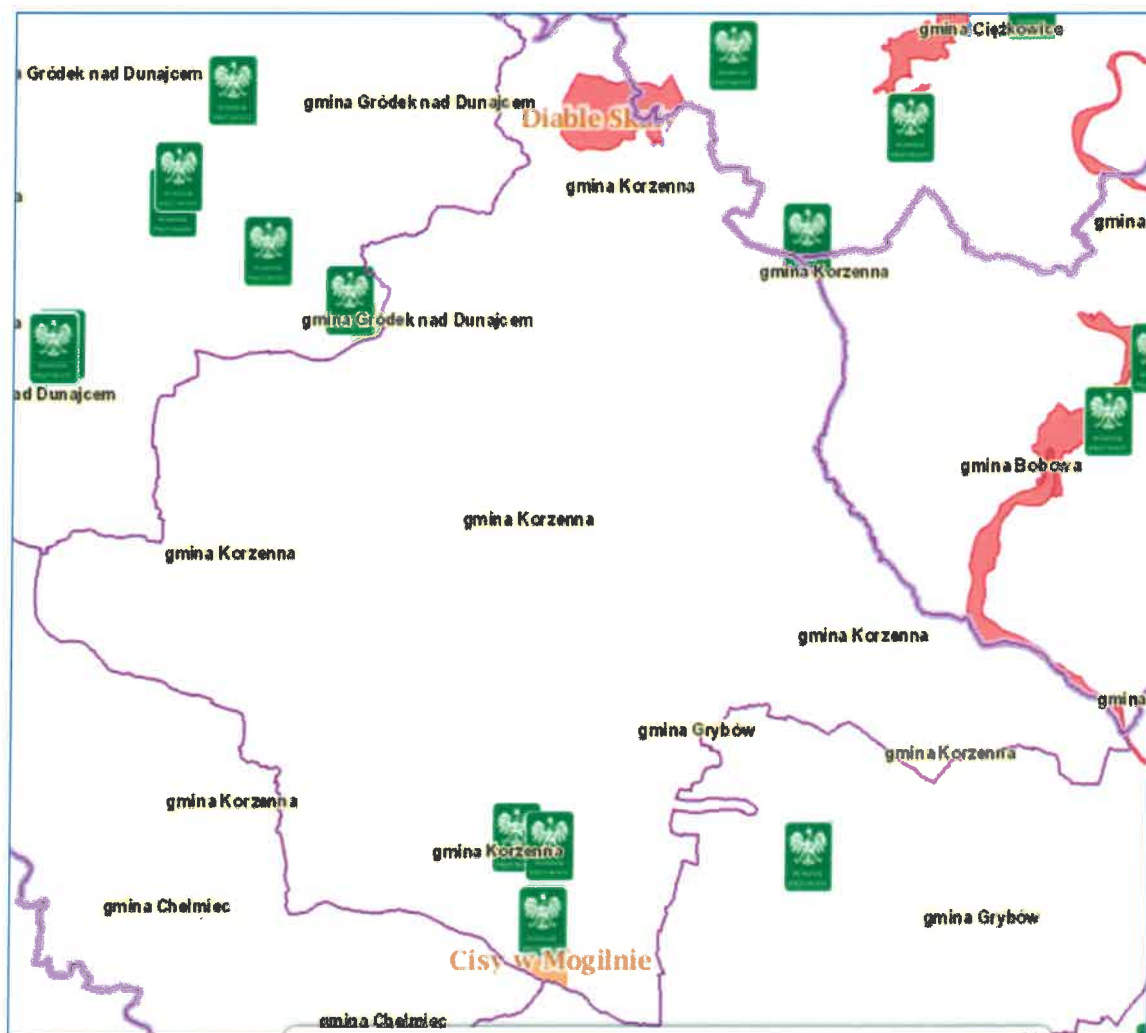 gmina Ciężkowice
Gródek nad Dunajcem
gmina Gródek nad Dunajcem
Diable Skały
gmina Korzenna
gmina
gmina Korzenna
gmina Gródek nad Dunajcem
ad Dunajcem
gmina Bobowa
gmina Korzenna
gmina Korzenna
gmina Korzenna
gmina
gmina Grybów
gmina Korzenna
gmina Korzenna
gmina Korzenna
gmina Chełmiec
gmina Grybów
Cisy w Mogilnie
gmina Chełmiec